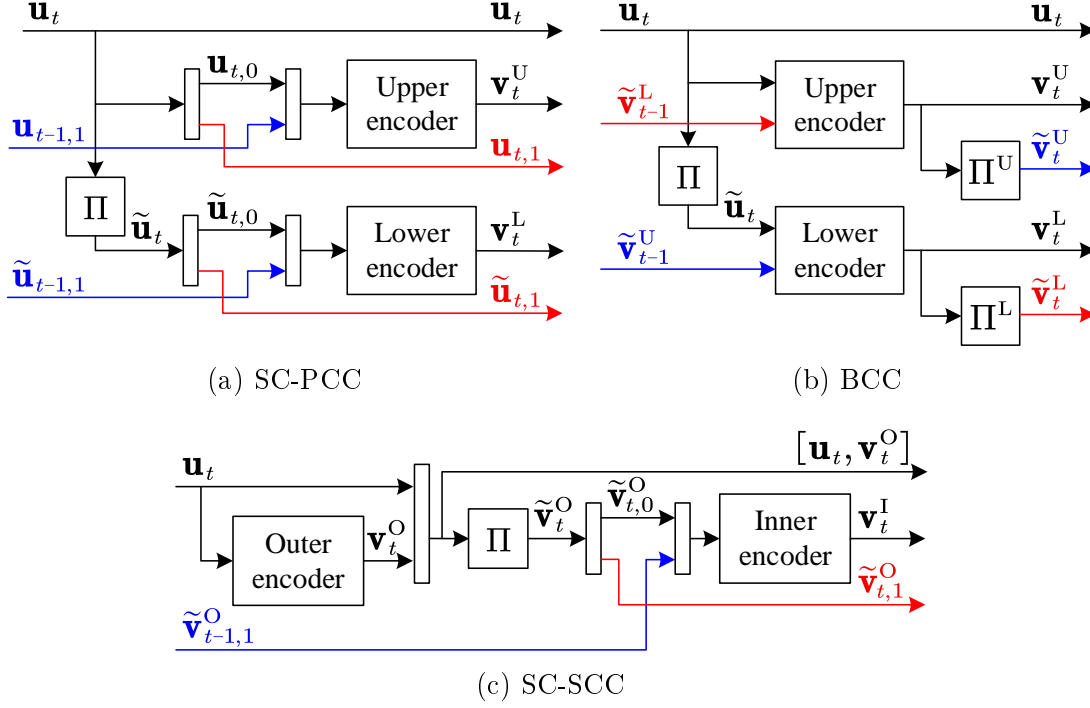 u_t u_t
u_{t,0}
Upper encoder
v_t^U
u_{t-1,1}
u_{t,1}
Π
ũ_t
ũ_{t,0}
Lower encoder
v_t^L
ũ_{t-1,1}
ũ_{t,1}
(a) SC-PCC
u_t u_t
ṽ_{t-1}^L
Upper encoder
v_t^U
Π
Π^U
ṽ_t^U
ũ_t
ṽ_{t-1}^U
Lower encoder
v_t^L
Π^L
ṽ_t^L
(b) BCC
u_t
[u_t, v_t^O]
Outer encoder
v_t^O
Π
ṽ_t^O
ṽ_{t,0}^O
Inner encoder
v_t^I
ṽ_{t,1}^O
ṽ_{t-1,1}^O
(c) SC-SCC